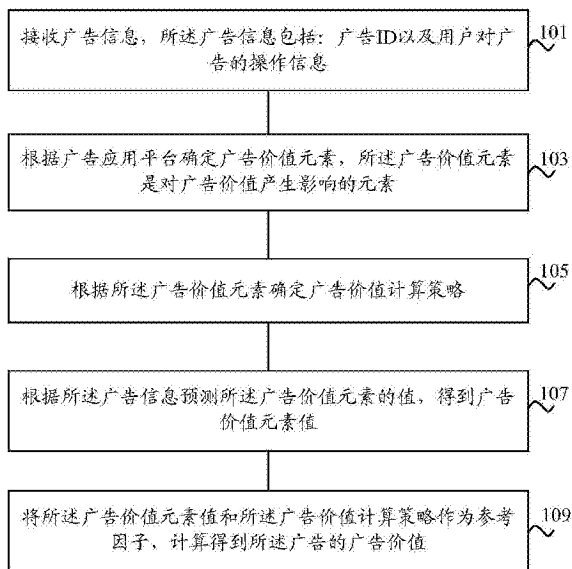 接收广告信息，所述广告信息包括：广告ID以及用户对广
告的操作信息
101
根据广告应用平台确定广告价值元素，所述广告价值元素
是对广告价值产生影响的元素
103
根据所述广告价值元素确定广告价值计算策略
105
根据所述广告信息预测所述广告价值元素的值，得到广告
价值元素值
107
将所述广告价值元素值和所述广告价值计算策略作为参考
因子，计算得到所述广告的广告价值
109